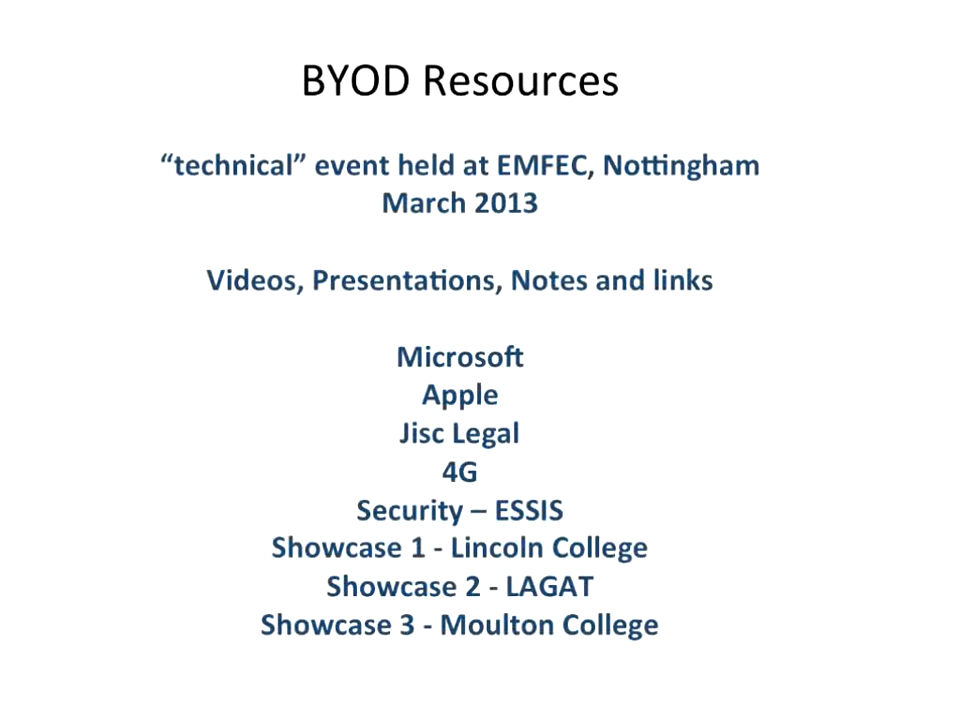 BYOD Resources
“technical” event held at EMFEC, Nottingham
March 2013
Videos, Presentations, Notes and links
Microsoft
Apple
Jisc Legal
4G
Security – ESSIS
Showcase 1 - Lincoln College
Showcase 2 - LAGAT
Showcase 3 - Moulton College